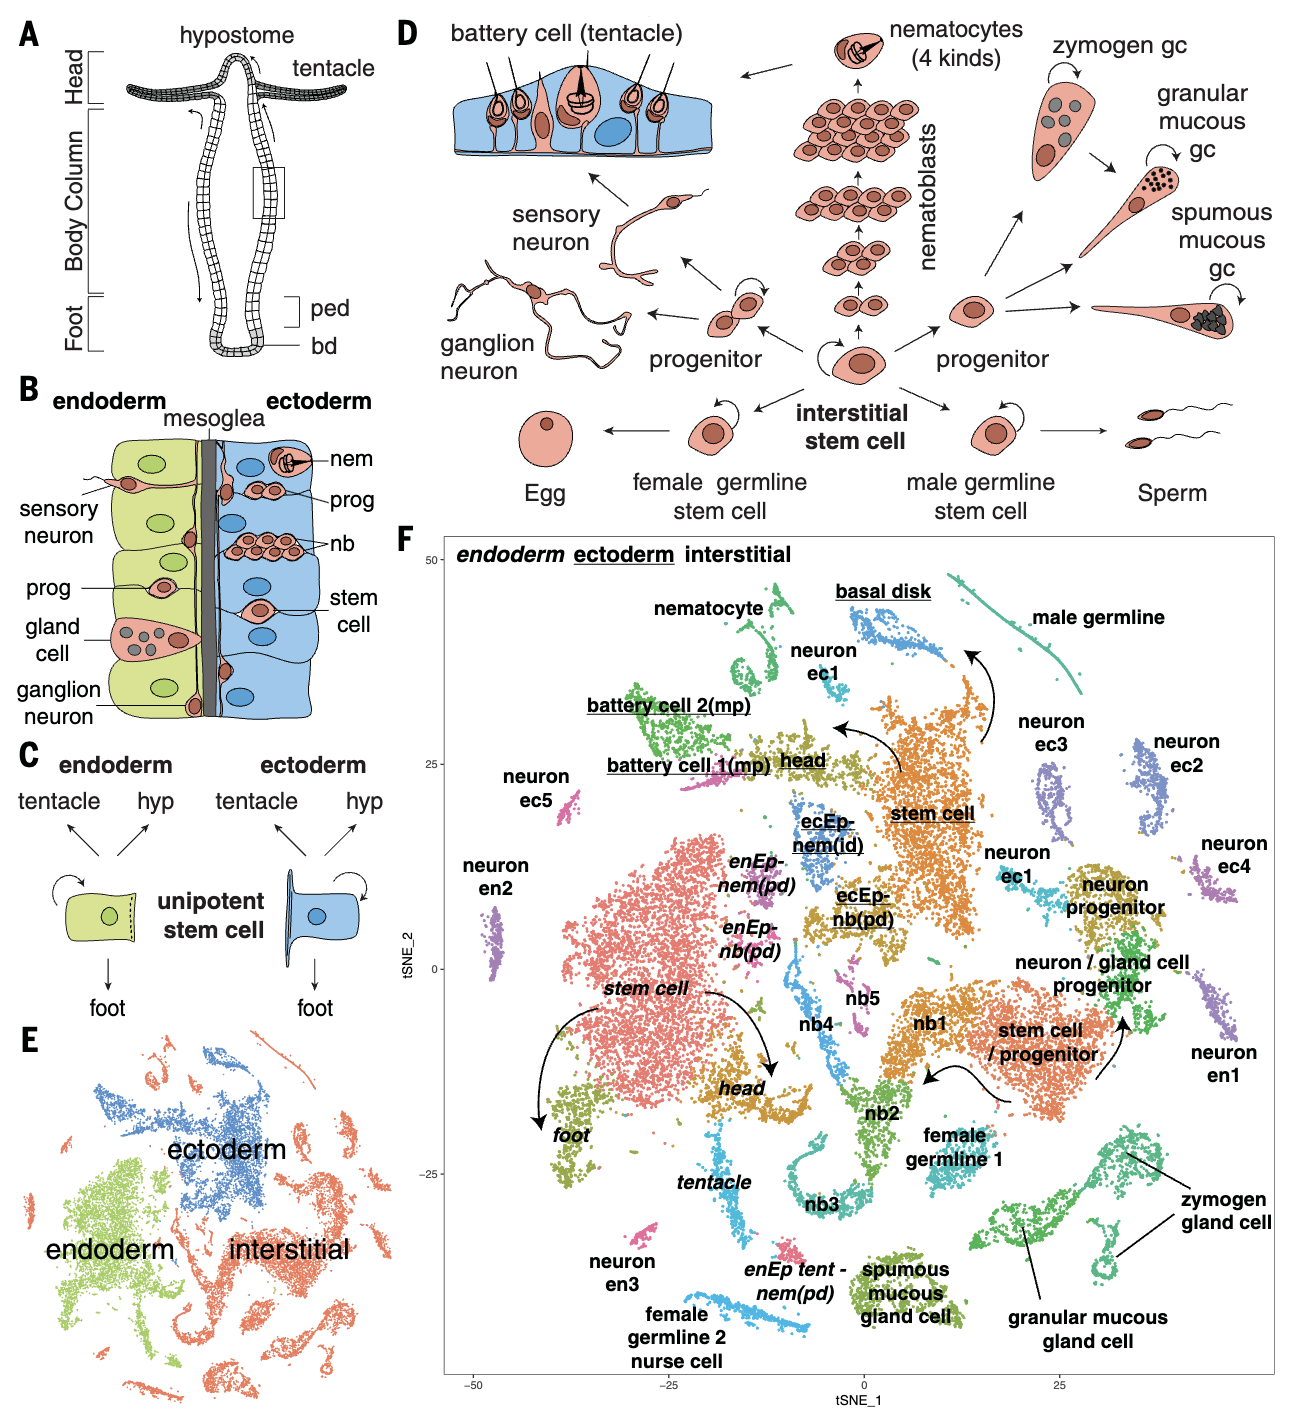 A
hypostome
tentacle
Head
Body Column
Foot
ped
bd
B
endoderm
ectoderm
mesoglea
nem
prog
nb
stem
cell
sensory
neuron
prog
gland
cell
ganglion
neuron
C
endoderm
ectoderm
tentacle
hyp
tentacle
hyp
unipotent
stem cell
foot
foot
D
battery cell (tentacle)
nematocytes
(4 kinds)
zymogen gc
granular
mucous
gc
spumous
mucous
gc
nematoblasts
sensory
neuron
ganglion
neuron
progenitor
progenitor
interstitial
stem cell
Egg
female germline
stem cell
male germline
stem cell
Sperm
E
ectoderm
endoderm
interstitial
F
endoderm ectoderm interstitial
nematocyte
basal disk
male germline
neuron
ec1
battery cell 2(mp)
battery cell 1(mp)
head
neuron
ec3
neuron
ec2
neuron
ec5
stem cell
ecEp-
nem(id)
neuron
en2
enEp-
nem(pd)
neuron
ec1
neuron
progenitor
neuron
ec4
ecEp-
nb(pd)
enEp-
nb(pd)
neuron / gland cell
progenitor
stem cell
nb5
nb4
nb1
stem cell
/ progenitor
neuron
en1
head
nb2
foot
female
germline 1
tentacle
nb3
zymogen
gland cell
neuron
en3
enEp tent -
nem(pd)
spumous
mucous
gland cell
granular mucous
gland cell
female
germline 2
nurse cell
50
25
0
−25
tSNE_2
−50
−25
0
25
tSNE_1